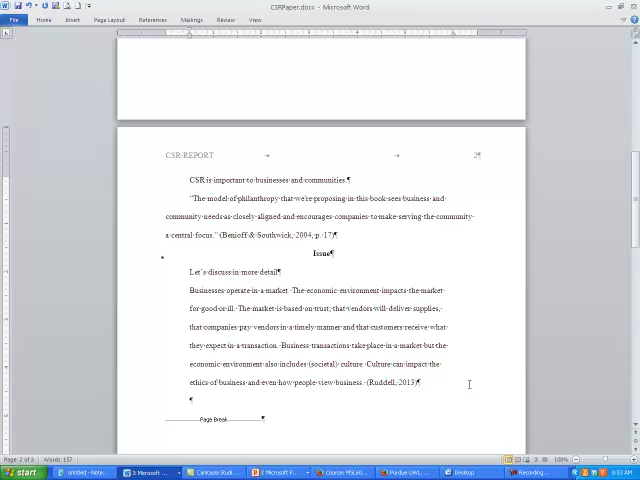 CSRPaper.docx - Microsoft Word
File Home Insert Page Layout References Mailings Review View
CSR·REPORT → → 2¶
CSR·is·important·to·businesses·and·communities.¶
"The·model·of·philanthropy·that·we're·proposing·in·this·book·sees·business·and·
community·needs·as·closely·aligned·and·encourages·companies·to·make·serving·the·community·
a·central·focus."·(Benioff·&·Southwick,·2004,·p.·17)¶
Issue¶
Let's·discuss·in·more·detail¶
Businesses·operate·in·a·market.·The·economic·environment·impacts·the·market·
for·good·or·ill.·The·market·is·based·on·trust;·that·vendors·will·deliver·supplies,·
that·companies·pay·vendors·in·a·timely·manner·and·that·customers·receive·what·
they·expect·in·a·transaction.·Business·transactions·take·place·in·a·market·but·the·
economic·environment·also·includes·(societal)·culture.·Culture·can·impact·the·
ethics·of·business·and·even·how·people·view·business.·(Ruddell,·2013)¶
¶
Page Break ¶
Page: 2 of 3 Words: 157 100%
start Untitled - Note... 3 Microsoft ... Camtasia Studi... 2 Microsoft P... Course: MSL60... Purdue OWL: ... Desktop Recording... 8:53 AM